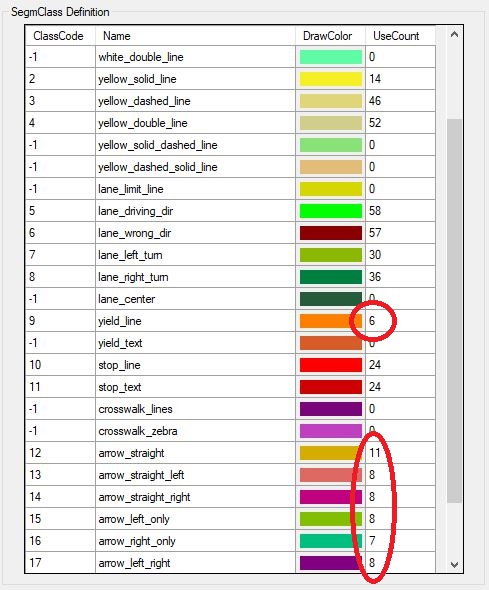 SegmClass Definition
ClassCode Name DrawColor UseCount
-1 white_double_line 0
2 yellow_solid_line 14
3 yellow_dashed_line 46
4 yellow_double_line 52
-1 yellow_solid_dashed_line 0
-1 yellow_dashed_solid_line 0
-1 lane_limit_line 0
5 lane_driving_dir 58
6 lane_wrong_dir 57
7 lane_left_turn 30
8 lane_right_turn 36
-1 lane_center 0
9 yield_line 6
-1 yield_text 0
10 stop_line 24
11 stop_text 24
-1 crosswalk_lines 0
-1 crosswalk_zebra 0
12 arrow_straight 11
13 arrow_straight_left 8
14 arrow_straight_right 8
15 arrow_left_only 8
16 arrow_right_only 7
17 arrow_left_right 8